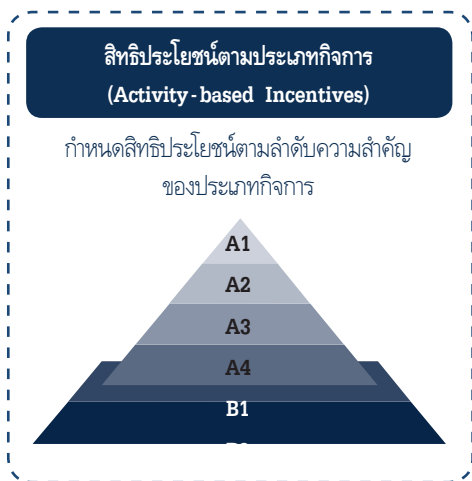 สิทธิประโยชน์ตามประเภทกิจการ
(Activity-based Incentives)
กำหนดสิทธิประโยชน์ตามลำดับความสำคัญ
ของประเภทกิจการ
A1
A2
A3
A4
B1